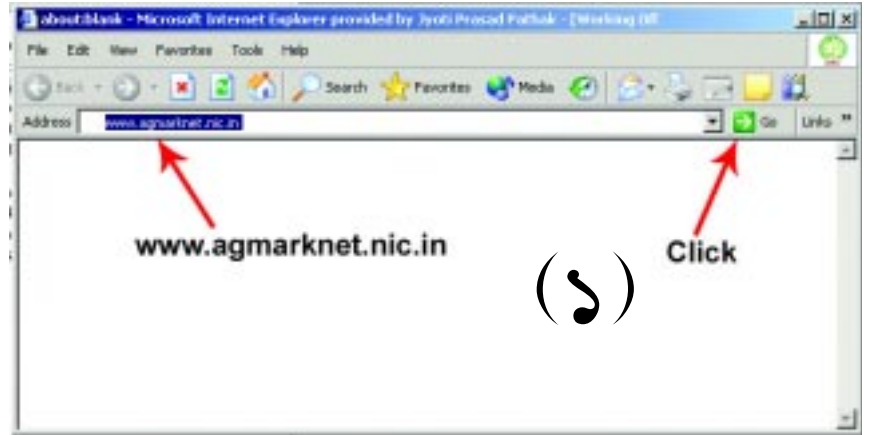 about:blank - Microsoft Internet Explorer provided by Jyoti Prasad Pathak - [Working Off
File Edit View Favorites Tools Help
Back Search Favorites Media
Address www.agmarknet.nic.in Go Links »
www.agmarknet.nic.in Click
(১)